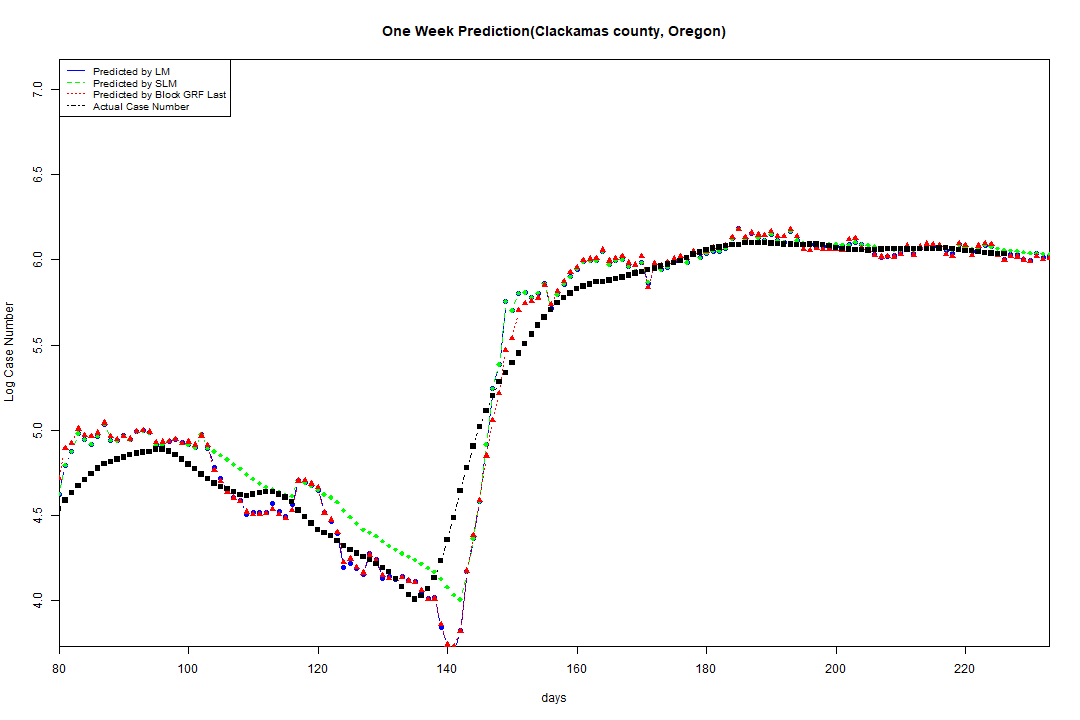 One Week Prediction(Clackamas county, Oregon)
Predicted by LM
Predicted by SLM
Predicted by Block GRF Last
Actual Case Number
7.0
6.5
6.0
5.5
5.0
4.5
4.0
Log Case Number
80 100 120 140 160 180 200 220
days